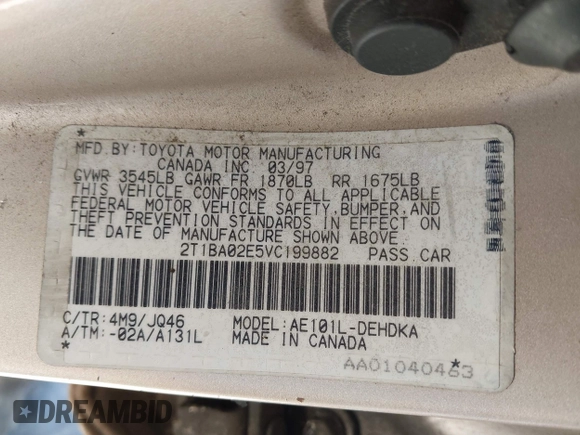 MFD. BY: TOYOTA MOTOR MANUFACTURING
CANADA INC. 03/97
GVWR 3545LB GAWR FR 1870LB RR 1675LB
THIS VEHICLE CONFORMS TO ALL APPLICABLE
FEDERAL MOTOR VEHICLE SAFETY, BUMPER, AND
THEFT PREVENTION STANDARDS IN EFFECT ON
THE DATE OF MANUFACTURE SHOWN ABOVE.
2T1BA02E5VC199882 PASS. CAR
C/TR: 4M9/JQ46 MODEL: AE101L-DEHDKA
A/TM: -02A/A131L MADE IN CANADA
AA01040463
DREAMBID